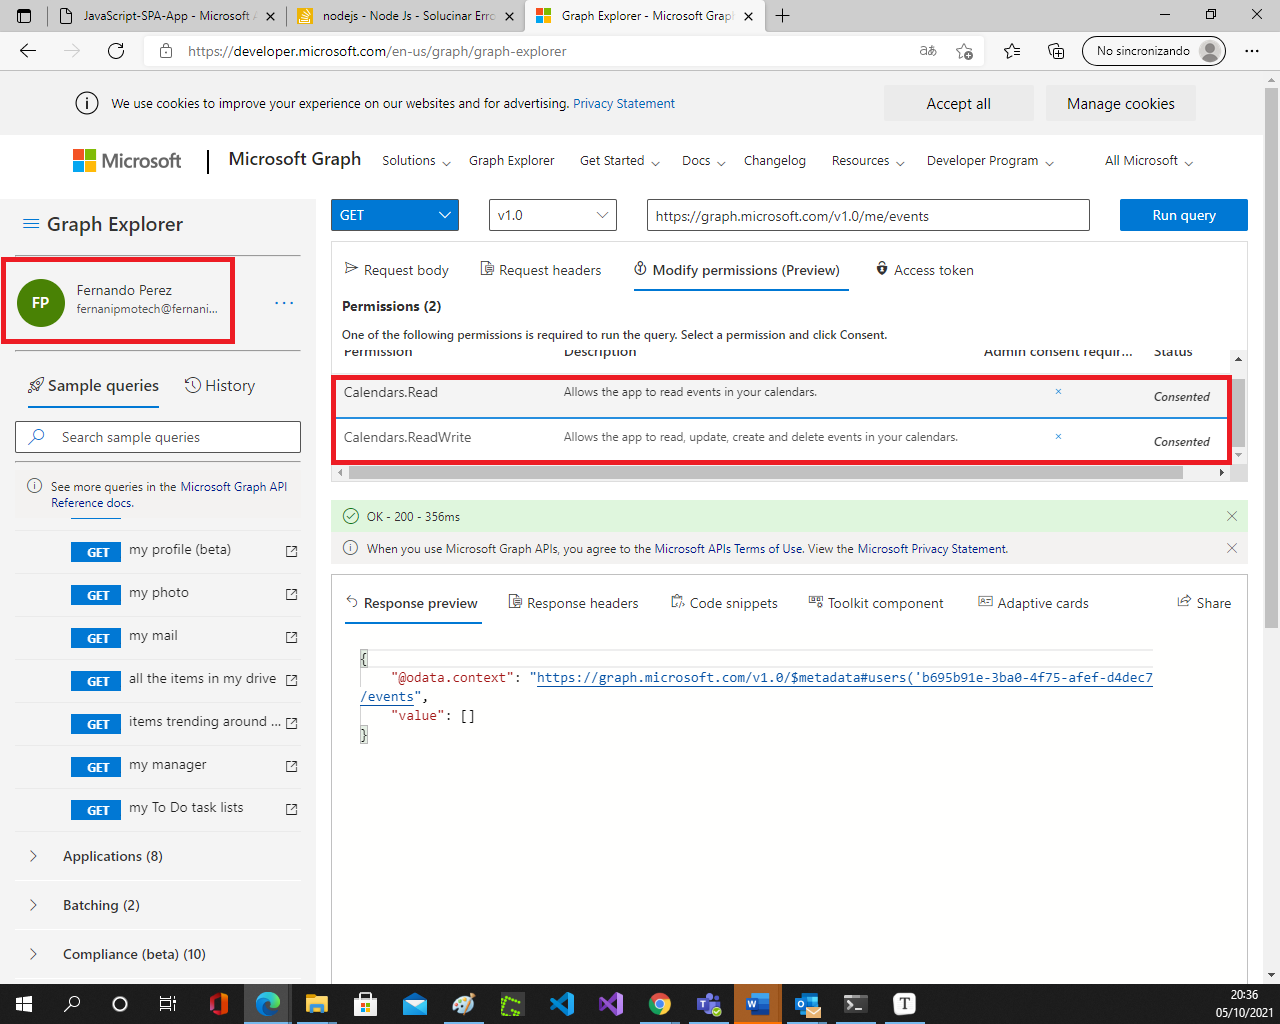 JavaScript-SPA-App - Microsoft A
nodejs - Node Js - Solucinar Erro
Graph Explorer - Microsoft Grap
https://developer.microsoft.com/en-us/graph/graph-explorer
aあ
No sincronizando
We use cookies to improve your experience on our websites and for advertising. Privacy Statement
Accept all
Manage cookies
Microsoft
Microsoft Graph
Solutions
Graph Explorer
Get Started
Docs
Changelog
Resources
Developer Program
All Microsoft
Graph Explorer
GET
v1.0
https://graph.microsoft.com/v1.0/me/events
Run query
FP
Fernando Perez
fernanipmotech@fernani...
Request body
Request headers
Modify permissions (Preview)
Access token
Permissions (2)
One of the following permissions is required to run the query. Select a permission and click Consent.
Permission
Description
Admin consent requir...
Status
Calendars.Read
Allows the app to read events in your calendars.
Consented
Calendars.ReadWrite
Allows the app to read, update, create and delete events in your calendars.
Consented
Sample queries
History
Search sample queries
See more queries in the Microsoft Graph API
Reference docs.
GET my profile (beta)
GET my photo
GET my mail
GET all the items in my drive
GET items trending around ...
GET my manager
GET my To Do task lists
Applications (8)
Batching (2)
Compliance (beta) (10)
OK - 200 - 356ms
When you use Microsoft Graph APIs, you agree to the Microsoft APIs Terms of Use. View the Microsoft Privacy Statement.
Response preview
Response headers
Code snippets
Toolkit component
Adaptive cards
Share
{
"@odata.context": "https://graph.microsoft.com/v1.0/$metadata#users('b695b91e-3ba0-4f75-afef-d4dec7
/events",
"value": []
}
20:36
05/10/2021